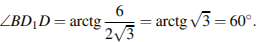 ∠BD₁D = arctg 6/(2√3) = arctg √3 = 60°.